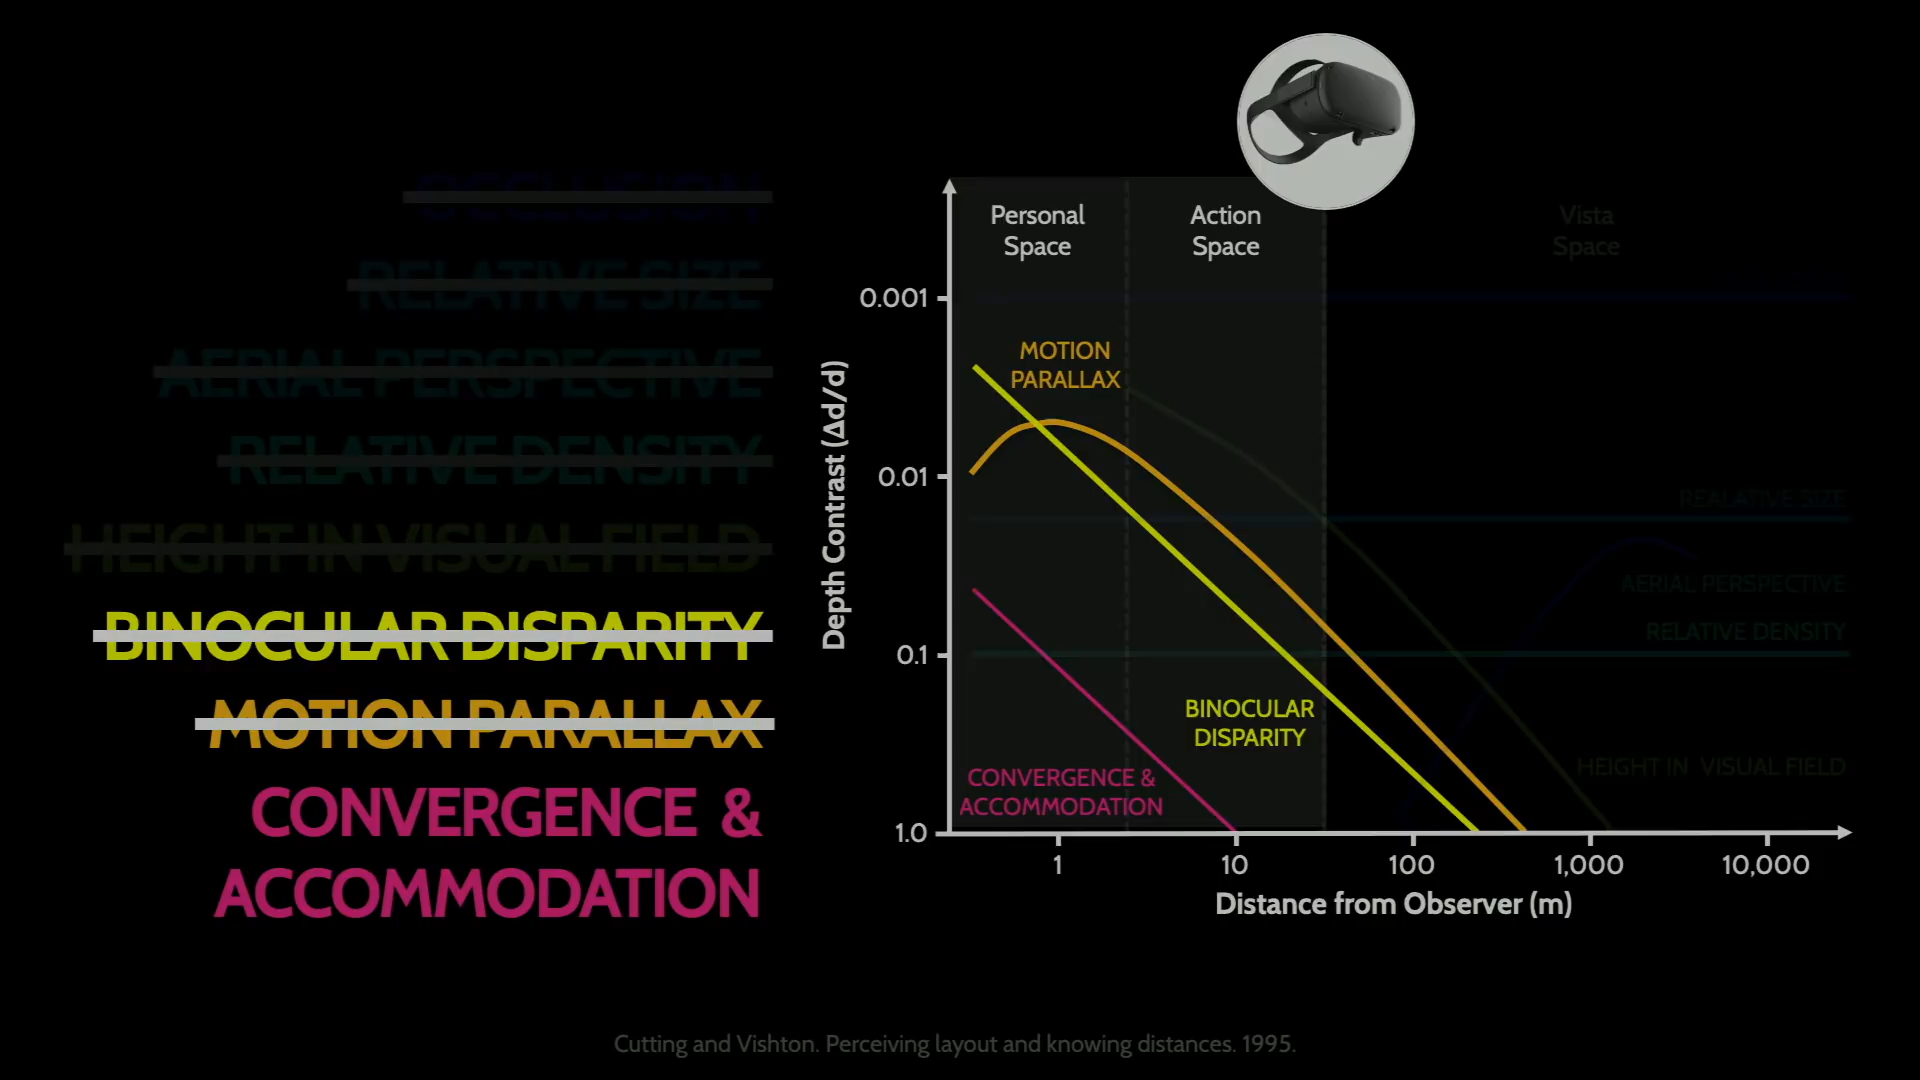 OCCLUSION
RELATIVE SIZE
AERIAL PERSPECTIVE
RELATIVE DENSITY
HEIGHT IN VISUAL FIELD
BINOCULAR DISPARITY
MOTION PARALLAX
CONVERGENCE &
ACCOMMODATION
Personal
Space
Action
Space
Vista
Space
Depth Contrast (Δd/d)
0.001
0.01
0.1
1.0
MOTION
PARALLAX
REALATIVE SIZE
AERIAL PERSPECTIVE
RELATIVE DENSITY
BINOCULAR
DISPARITY
HEIGHT IN VISUAL FIELD
CONVERGENCE &
ACCOMMODATION
1
10
100
1,000
10,000
Distance from Observer (m)
Cutting and Vishton. Perceiving layout and knowing distances. 1995.